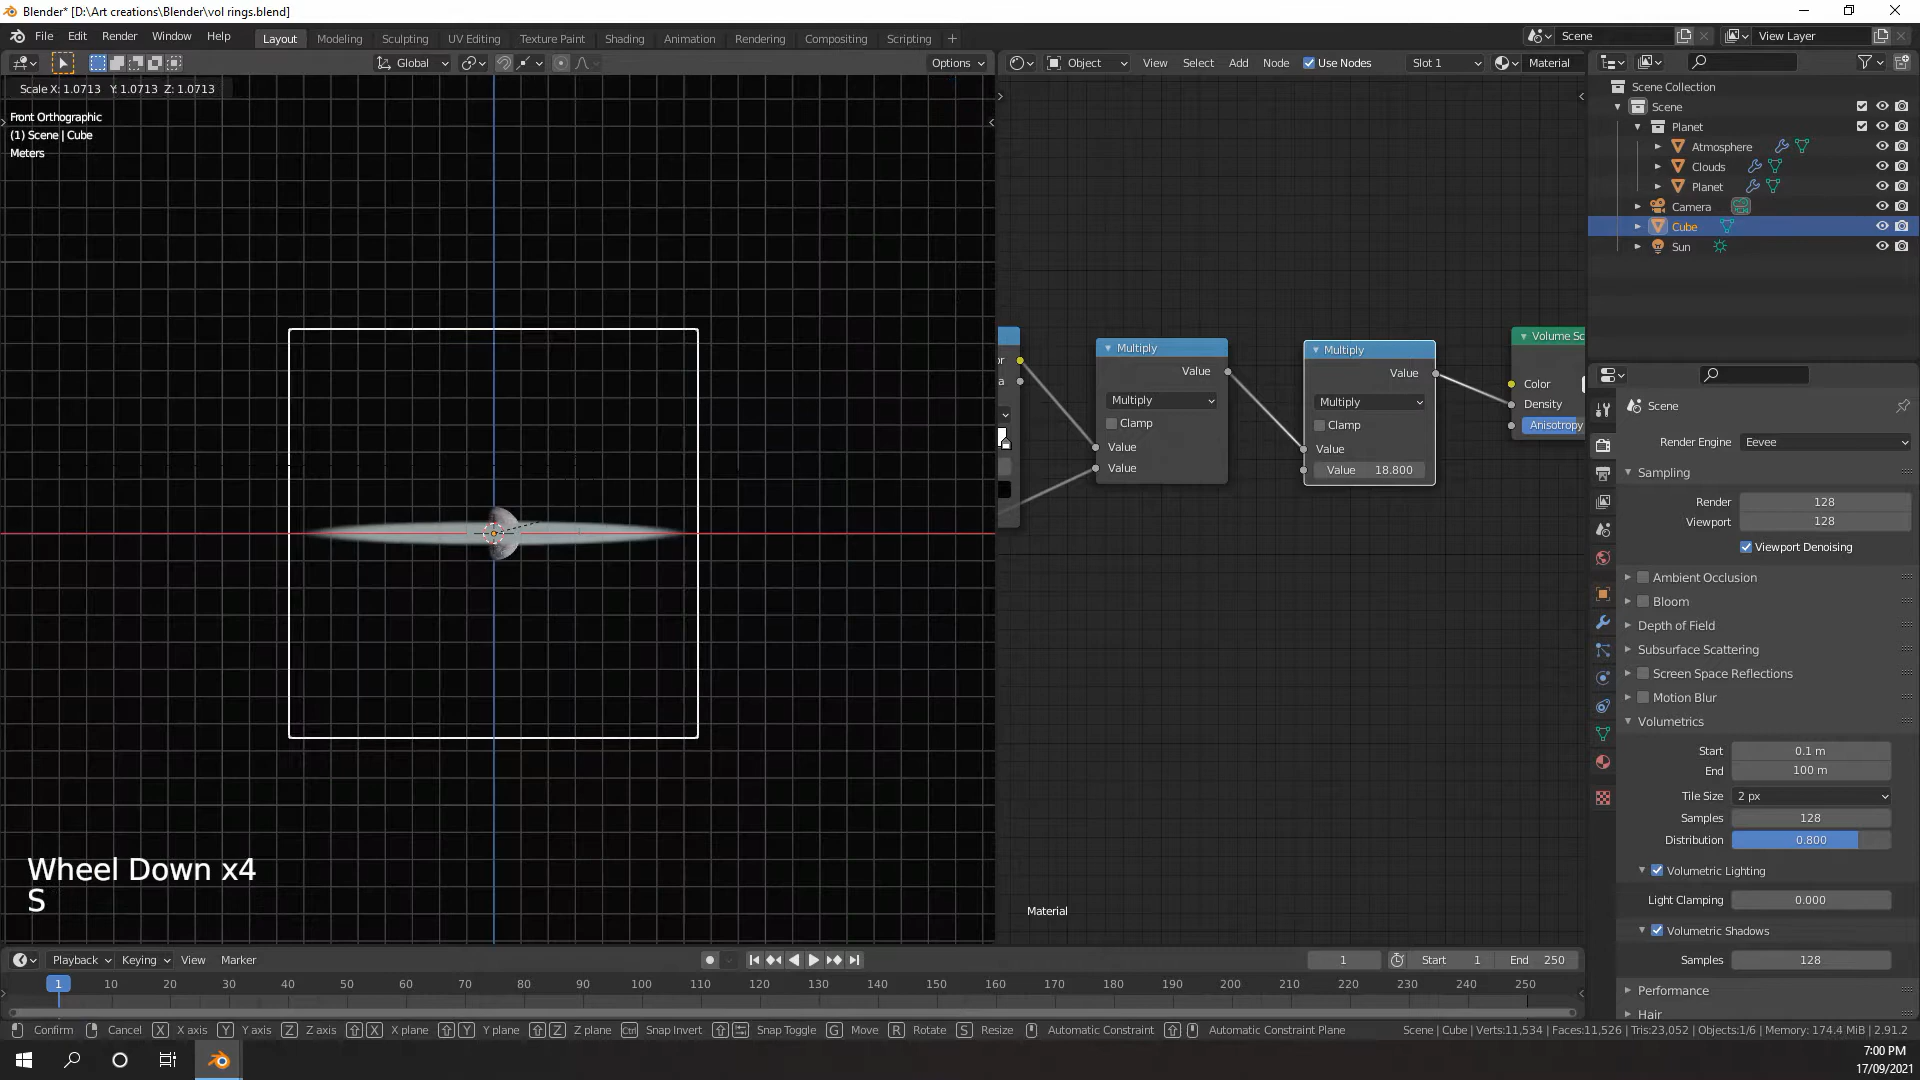 Blender* [D:\Art creations\Blender\vol rings.blend]
File Edit Render Window Help Layout Modeling Sculpting UV Editing Texture Paint Shading Animation Rendering Compositing Scripting Scene View Layer
Global Options Object View Select Add Node Use Nodes Slot 1 Material
Scale X: 1.0713 Y: 1.0713 Z: 1.0713
Front Orthographic
(1) Scene | Cube
Meters
Scene Collection
Scene
Planet
Atmosphere
Clouds
Planet
Camera
Cube
Sun
or
a
Multiply
Value
Multiply
Clamp
Value
Value
Multiply
Value
Multiply
Clamp
Value
Value 18.800
Volume Sc
Color
Density
Anisotropy
Material
Scene
Render Engine Eevee
Sampling
Render 128
Viewport 128
Viewport Denoising
Ambient Occlusion
Bloom
Depth of Field
Subsurface Scattering
Screen Space Reflections
Motion Blur
Volumetrics
Start 0.1 m
End 100 m
Tile Size 2 px
Samples 128
Distribution 0.800
Volumetric Lighting
Light Clamping 0.000
Volumetric Shadows
Samples 128
Performance
Hair
Wheel Down x4
S
Playback Keying View Marker 1 Start 1 End 250
1 10 20 30 40 50 60 70 80 90 100 110 120 130 140 150 160 170 180 190 200 210 220 230 240 250
Confirm Cancel X X axis Y Y axis Z Z axis X X plane Y Y plane Z Z plane Ctrl Snap Invert Snap Toggle G Move R Rotate S Resize Automatic Constraint Automatic Constraint Plane Scene | Cube | Verts:11,534 | Faces:11,526 | Tris:23,052 | Objects:1/6 | Memory: 174.4 MiB | 2.91.2
7:00 PM
17/09/2021